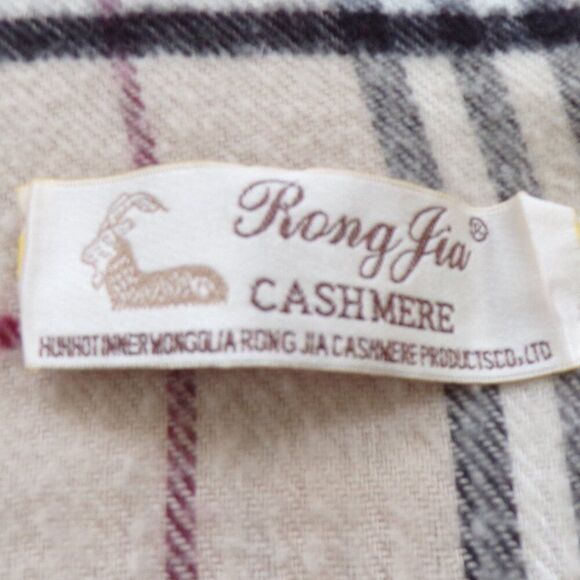 Rong Jia®
CASHMERE
HUHHOT INNER MONGOLIA RONG JIA CASHMERE PRODUCTS CO., LTD